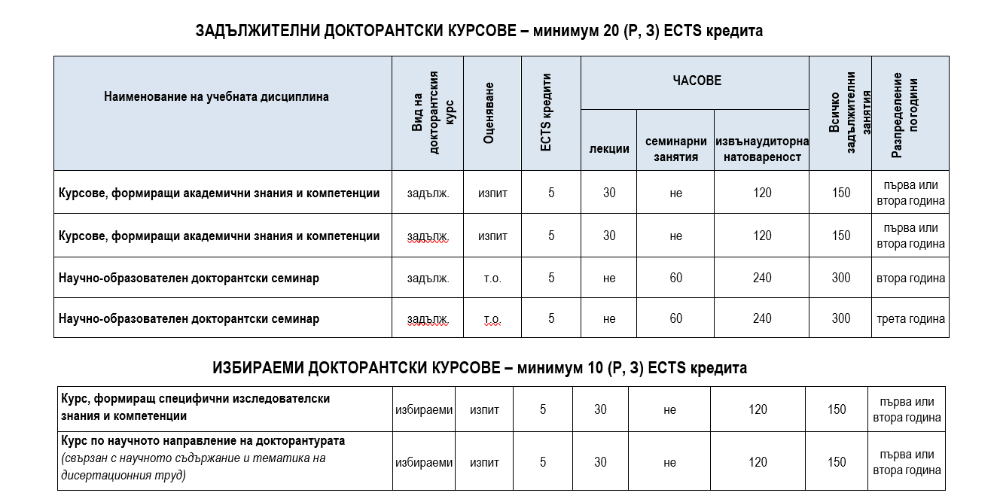 ЗАДЪЛЖИТЕЛНИ ДОКТОРАНТСКИ КУРСОВЕ – минимум 20 (Р, З) ECTS кредита
Наименование на учебната дисциплина
Вид на
докторантския
курс
Оценяване
ECTS кредити
ЧАСОВЕ
лекции
семинарни
занятия
извънаудиторна
натовареност
Всичко
задължителни
занятия
Разпределение
по години
Курсове, формиращи академични знания и компетенции
задълж.
изпит
5
30
не
120
150
първа или
втора година
Курсове, формиращи академични знания и компетенции
задълж.
изпит
5
30
не
120
150
първа или
втора година
Научно-образователен докторантски семинар
задълж.
т.о.
5
не
60
240
300
втора година
Научно-образователен докторантски семинар
задълж.
т.о.
5
не
60
240
300
трета година
ИЗБИРАЕМИ ДОКТОРАНТСКИ КУРСОВЕ – минимум 10 (Р, З) ECTS кредита
Курс, формиращ специфични изследователски
знания и компетенции
избираеми
изпит
5
30
не
120
150
първа или
втора година
Курс по научното направление на докторантурата
(свързан с научното съдържание и тематика на
дисертационния труд)
избираеми
изпит
5
30
не
120
150
първа или
втора година